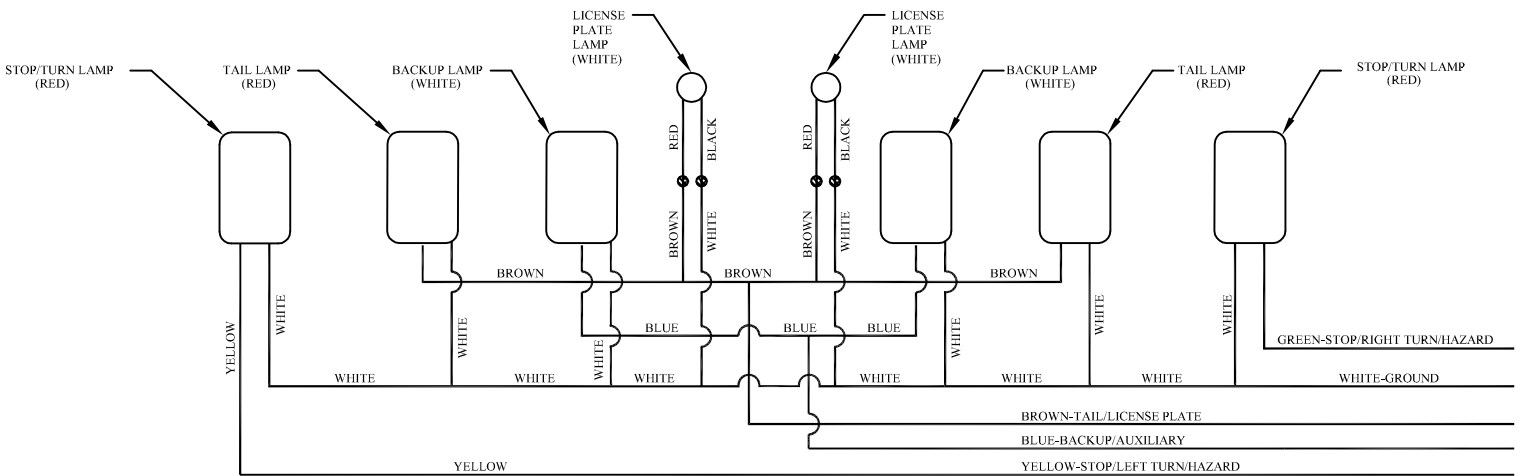 LICENSE
PLATE
LAMP
(WHITE)
LICENSE
PLATE
LAMP
(WHITE)
STOP/TURN LAMP
(RED)
TAIL LAMP
(RED)
BACKUP LAMP
(WHITE)
BACKUP LAMP
(WHITE)
TAIL LAMP
(RED)
STOP/TURN LAMP
(RED)
RED
BLACK
RED
BLACK
BROWN
WHITE
BROWN
WHITE
BROWN
BROWN
BROWN
WHITE
WHITE
WHITE
WHITE
WHITE
WHITE
YELLOW
BLUE
BLUE
BLUE
GREEN-STOP/RIGHT TURN/HAZARD
WHITE
WHITE
WHITE
WHITE
WHITE
WHITE
WHITE-GROUND
BROWN-TAIL/LICENSE PLATE
BLUE-BACKUP/AUXILIARY
YELLOW
YELLOW-STOP/LEFT TURN/HAZARD